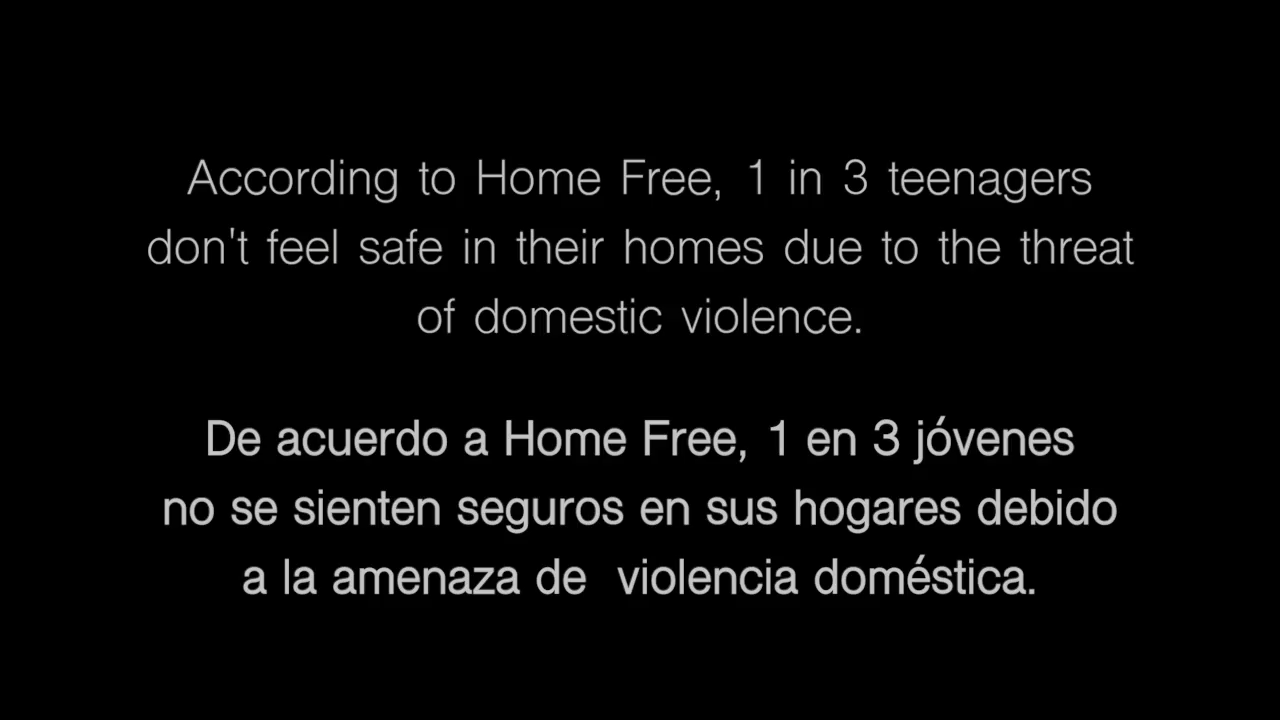 According to Home Free, 1 in 3 teenagers
don't feel safe in their homes due to the threat
of domestic violence.
De acuerdo a Home Free, 1 en 3 jóvenes
no se sienten seguros en sus hogares debido
a la amenaza de  violencia doméstica.